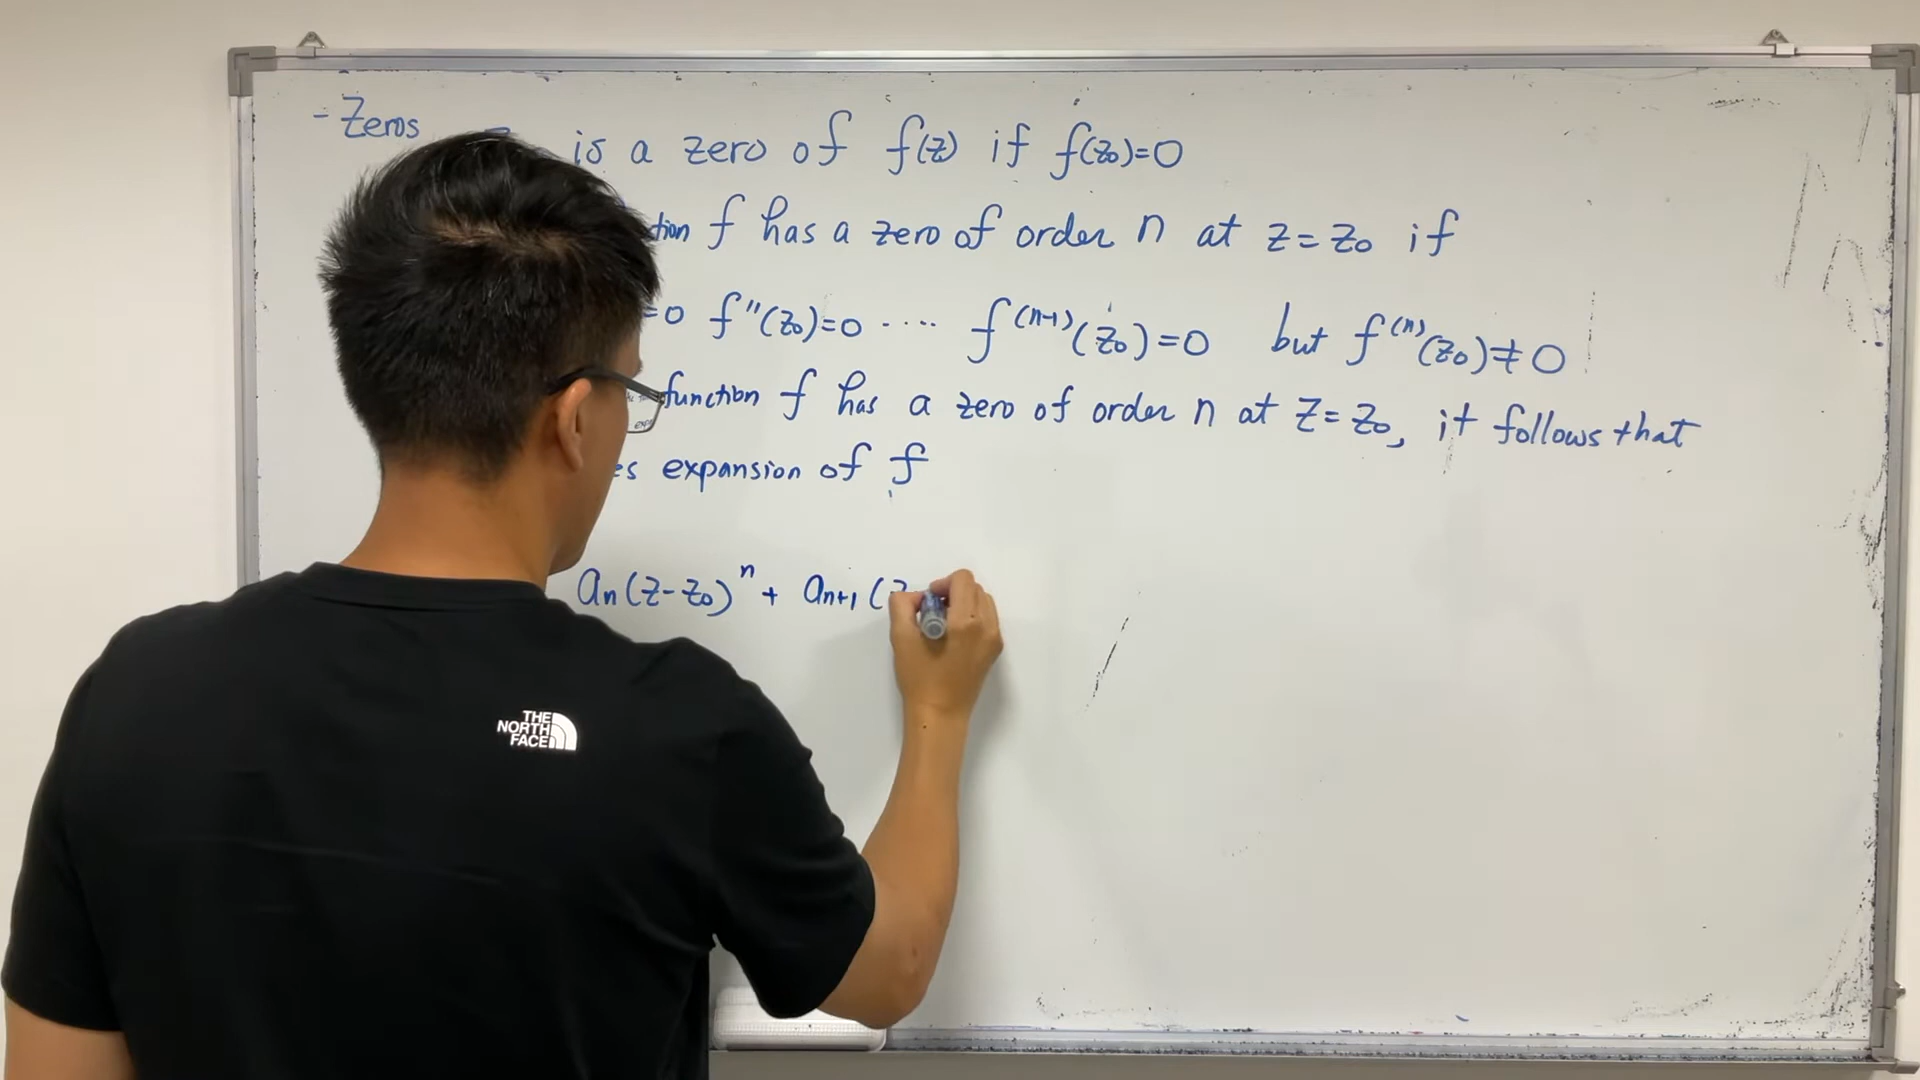 - Zeros is a zero of f(z) if f(z₀)=0
tion f has a zero of order n at z=z₀ if
=0 f''(z₀)=0 .... f⁽ⁿ⁻¹⁾(z₀)=0 but f⁽ⁿ⁾(z₀)≠0
function f has a zero of order n at z=z₀, it follows that
es expansion of f
aₙ(z-z₀)ⁿ + aₙ₊₁(z
THE
NORTH
FACE